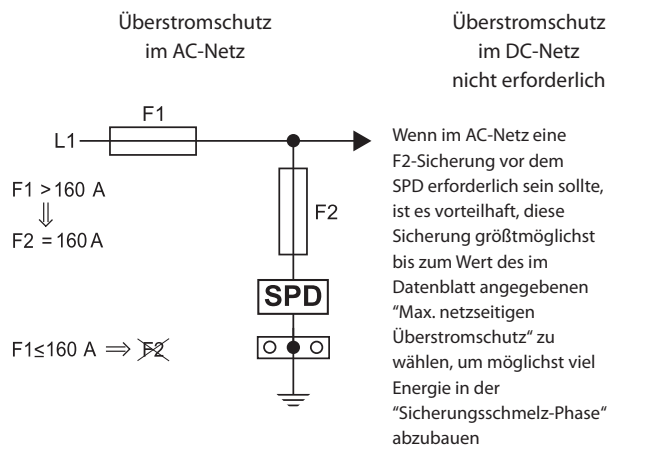 Überstromschutz
im AC-Netz
F1
L1
F1 >160 A
⇓
F2 = 160 A
F2
SPD
F1≤160 A ⇒ F2
Überstromschutz
im DC-Netz
nicht erforderlich
Wenn im AC-Netz eine
F2-Sicherung vor dem
SPD erforderlich sein sollte,
ist es vorteilhaft, diese
Sicherung größtmöglichst
bis zum Wert des im
Datenblatt angegebenen
“Max. netzseitigen
Überstromschutz“ zu
wählen, um möglichst viel
Energie in der
“Sicherungsschmelz-Phase“
abzubauen